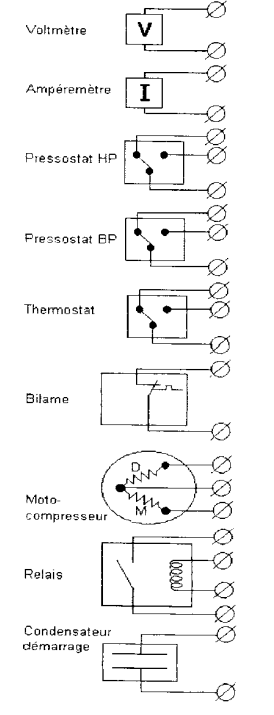 Voltmètre
V
Ampéremètre
I
Pressostat HP
Pressostat BP
Thermostat
Bilame
D
M
Moto-
compresseur
Relais
Condensateur
démarrage